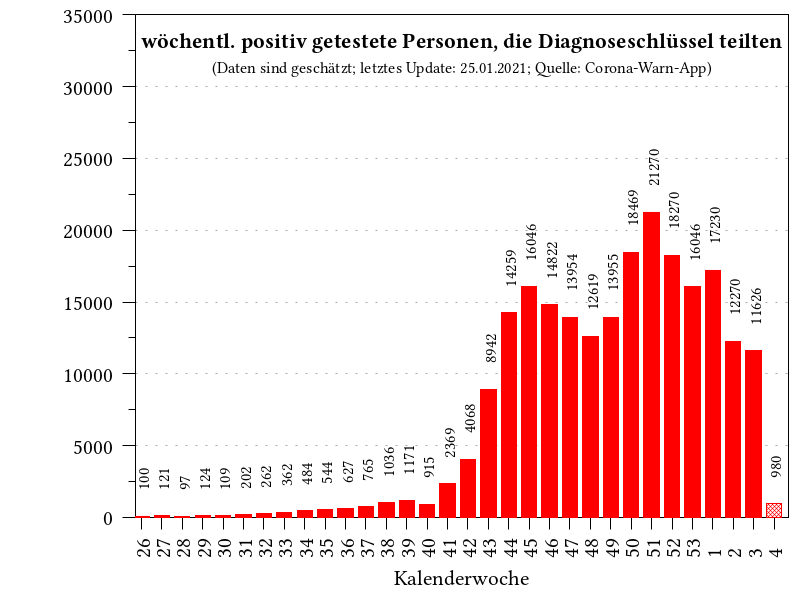 wöchentl. positiv getestete Personen, die Diagnoseschlüssel teilten
(Daten sind geschätzt; letztes Update: 25.01.2021; Quelle: Corona-Warn-App)
35000
30000
25000
20000
15000
10000
5000
0
100 121 97 124 109 202 262 362 484 544 627 765 1036 1171 915 2369 4068 8942 14259 16046 14822 13954 12619 13955 18469 21270 18270 16046 17230 12270 11626 980
26 27 28 29 30 31 32 33 34 35 36 37 38 39 40 41 42 43 44 45 46 47 48 49 50 51 52 53 1 2 3 4
Kalenderwoche